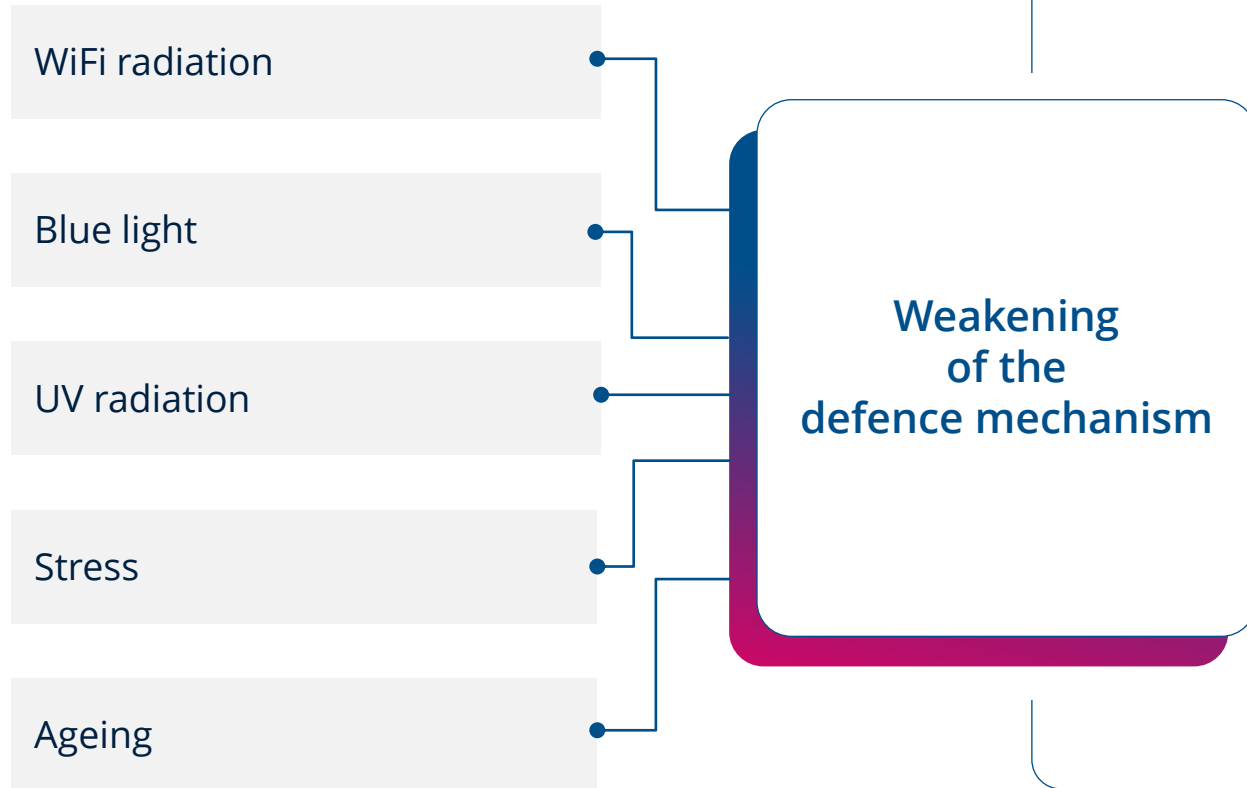 WiFi radiation
Blue light
UV radiation
Stress
Ageing
Weakening
of the
defence mechanism